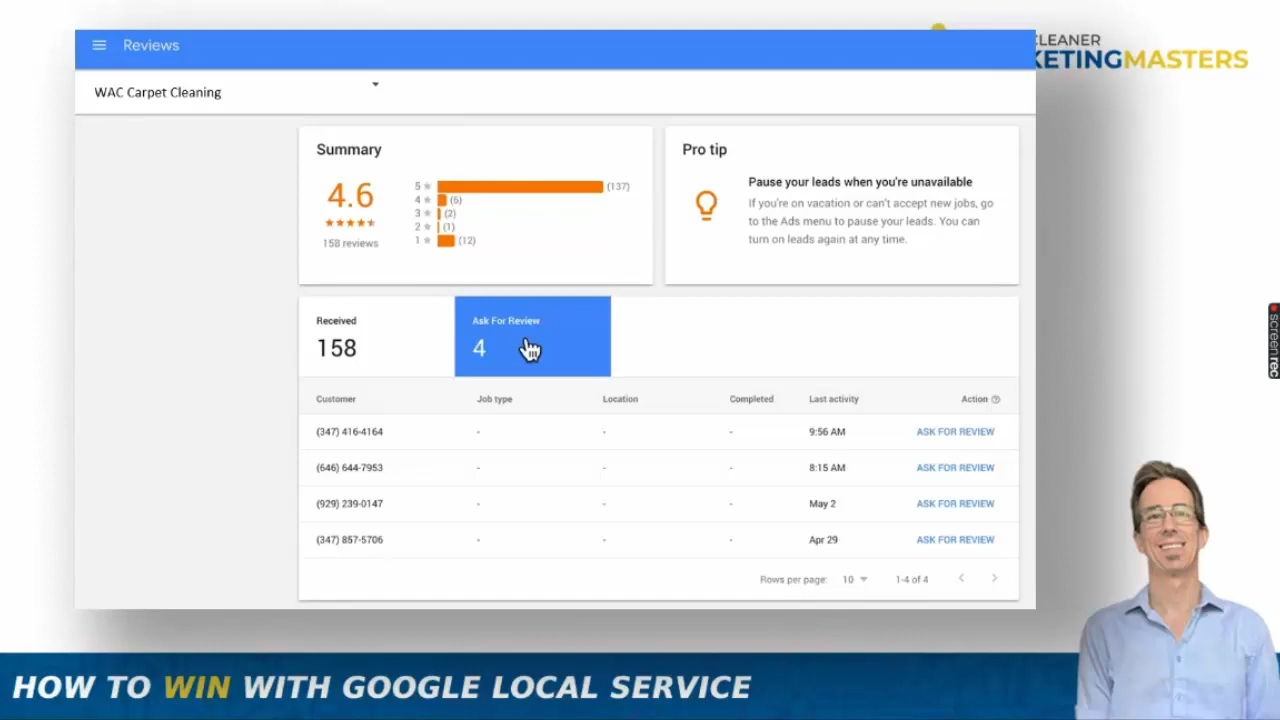 Reviews
CLEANER
KETINGMASTERS
WAC Carpet Cleaning
Summary
4.6
158 reviews
5 ★ (137)
4 ★ (6)
3 ★ (2)
2 ★ (1)
1 ★ (12)
Pro tip
Pause your leads when you're unavailable
If you're on vacation or can't accept new jobs, go
to the Ads menu to pause your leads. You can
turn on leads again at any time.
Received
158
Ask For Review
4
Customer Job type Location Completed Last activity Action
(347) 416-4164 - - - 9:56 AM ASK FOR REVIEW
(646) 644-7953 - - - 8:15 AM ASK FOR REVIEW
(929) 239-0147 - - - May 2 ASK FOR REVIEW
(347) 857-5706 - - - Apr 29 ASK FOR REVIEW
Rows per page: 10 1-4 of 4
screenrec
HOW TO WIN WITH GOOGLE LOCAL SERVICE